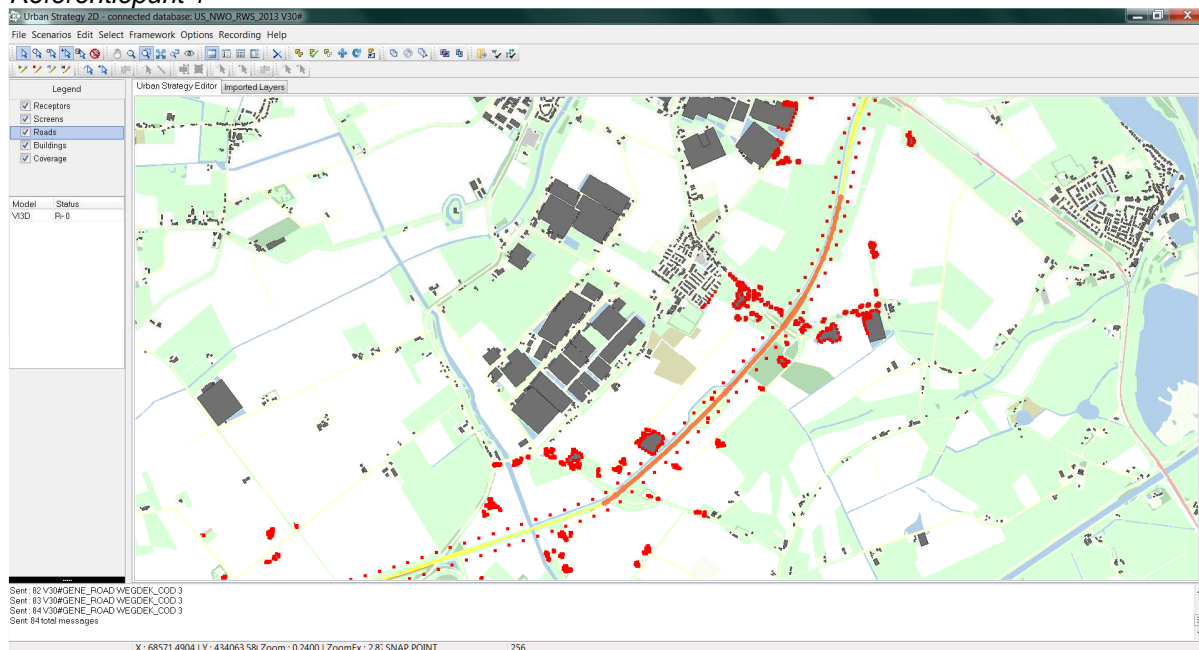 Referentiepunt 1
Urban Strategy 2D - connected database: US_NWO_RWS_2013 V30#
File Scenarios Edit Select Framework Options Recording Help
Legend
Urban Strategy Editor Imported Layers
Receptors
Screens
Roads
Buildings
Coverage
Model Status
VI3D R-0
Sent : 82 V30#GENE_ROAD WEGDEK_COD 3
Sent : 83 V30#GENE_ROAD WEGDEK_COD 3
Sent : 84 V30#GENE_ROAD WEGDEK_COD 3
Sent: 84 total messages
X : 68571,4904 | Y : 434063,58 Zoom : 0,2400 | ZoomEx : 2.8 SNAP POINT 256